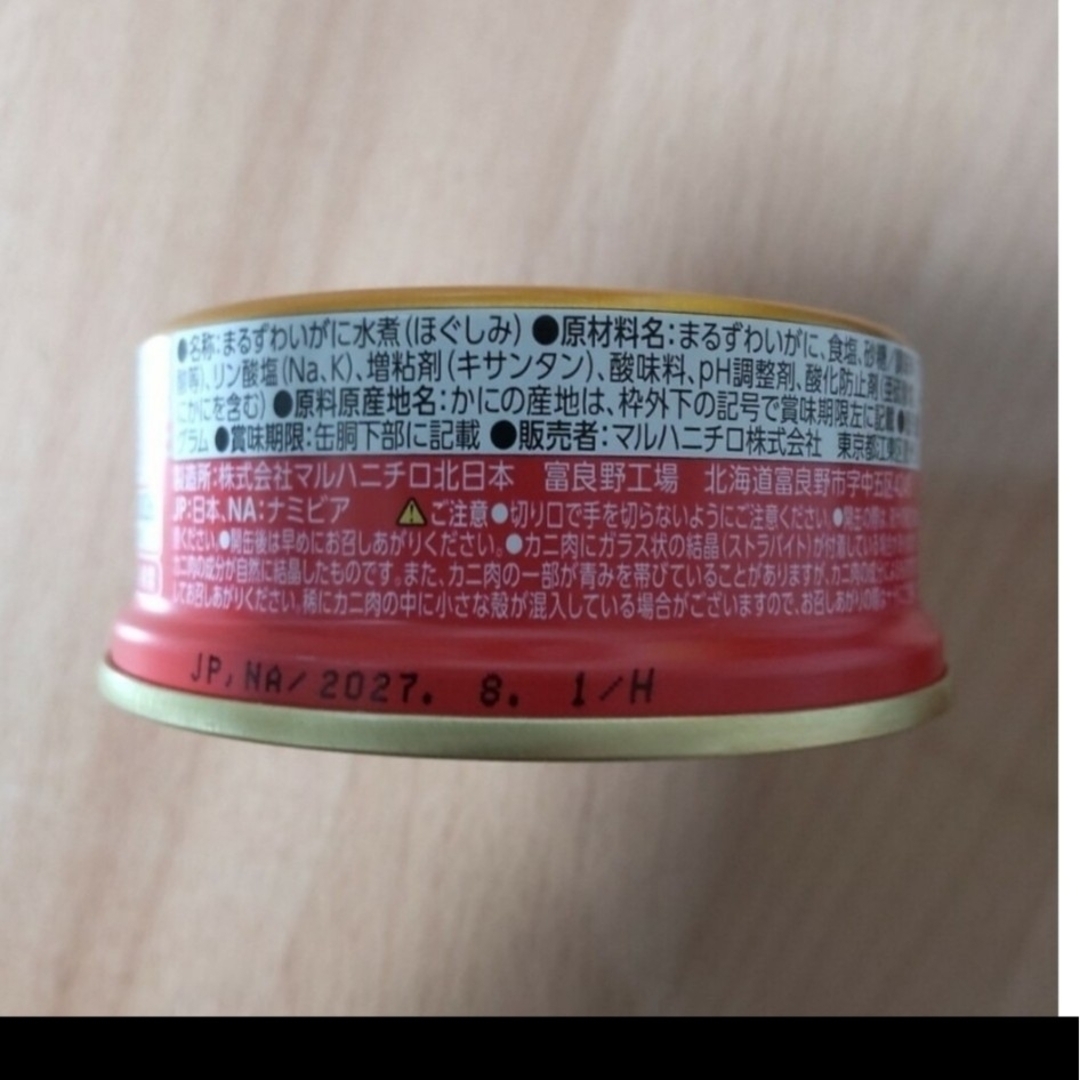 ●名称:まるずわいがに水煮(ほぐしみ) ●原材料名:まるずわいがに、食塩、砂糖/
酸等)、リン酸塩(Na、K)、増粘剤(キサンタン)、酸味料、pH調整剤、酸化防止剤
にかにを含む) ●原料原産地名:かにの産地は、枠外下の記号で賞味期限左に記載●
グラム ●賞味期限:缶胴下部に記載 ●販売者:マルハニチロ株式会社 東京都江東区
製造所:株式会社マルハニチロ北日本 富良野工場 北海道富良野市字中五区
JP:日本、NA:ナミビア ⚠ご注意●切り口で手を切らないようにご注意ください。●
ください。●開缶後は早めにお召しあがりください。●カニ肉にガラス状の結晶(ストラバイト)が付着している
ニ肉の成分が自然に結晶したものです。また、カニ肉の一部が青みを帯びていることがありますが、カニ肉の成分
してお召しあがりください。稀にカニ肉の中に小さな殻が混入している場合がございますので、お召しあがりの際は
JP,NA/2027. 8. 1/H